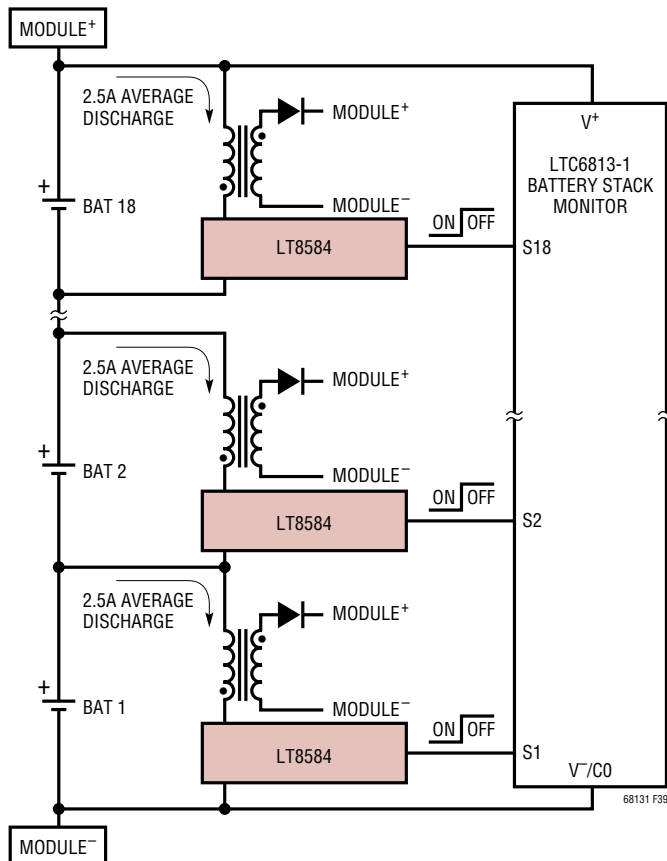 MODULE+
2.5A AVERAGE
DISCHARGE
MODULE+
V+
LTC6813-1
BATTERY STACK
MONITOR
+
BAT 18
MODULE–
ON OFF
LT8584
S18
2.5A AVERAGE
DISCHARGE
MODULE+
+
BAT 2
MODULE–
ON OFF
LT8584
S2
2.5A AVERAGE
DISCHARGE
MODULE+
+
BAT 1
MODULE–
ON OFF
LT8584
S1
V–/C0
68131 F39
MODULE–